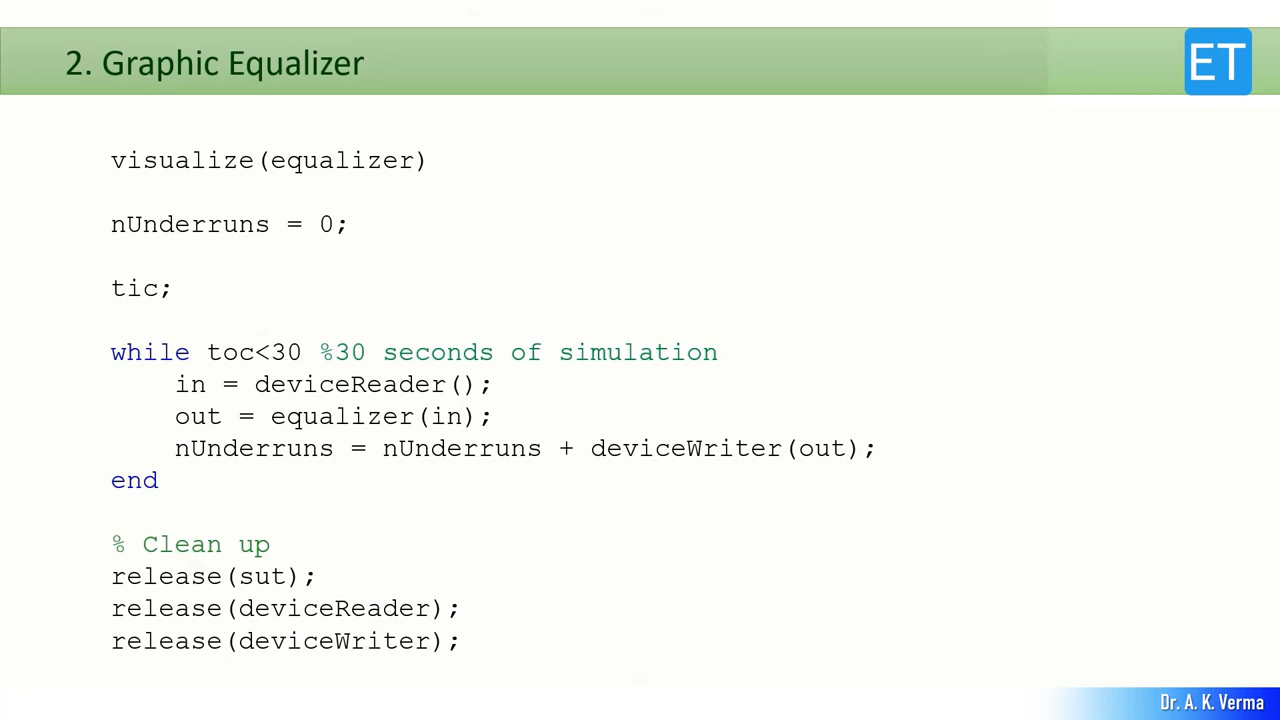 2. Graphic Equalizer
ET
visualize(equalizer)
nUnderruns = 0;
tic;
while toc<30 %30 seconds of simulation
    in = deviceReader();
    out = equalizer(in);
    nUnderruns = nUnderruns + deviceWriter(out);
end
% Clean up
release(sut);
release(deviceReader);
release(deviceWriter);
Dr. A. K. Verma